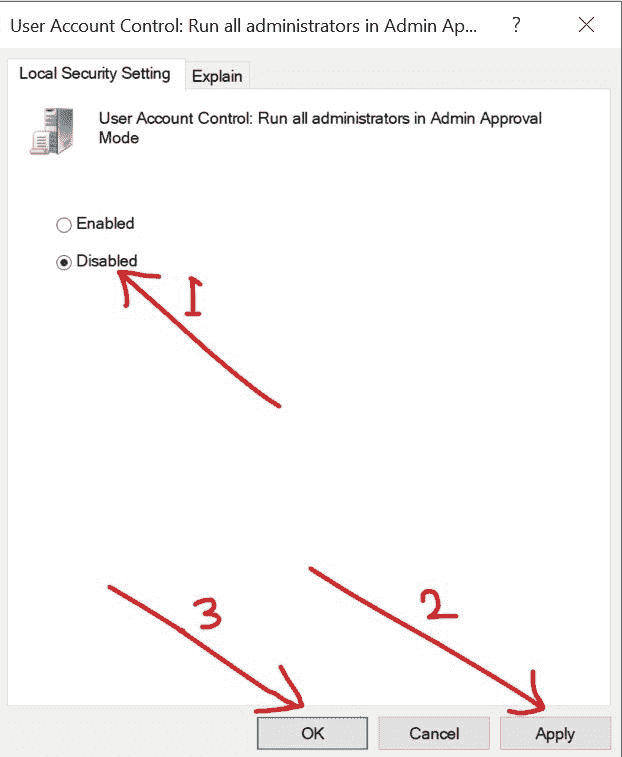 User Account Control: Run all administrators in Admin Ap... ?
Local Security Setting Explain
User Account Control: Run all administrators in Admin Approval
Mode
Enabled
Disabled
1
3
2
OK Cancel Apply